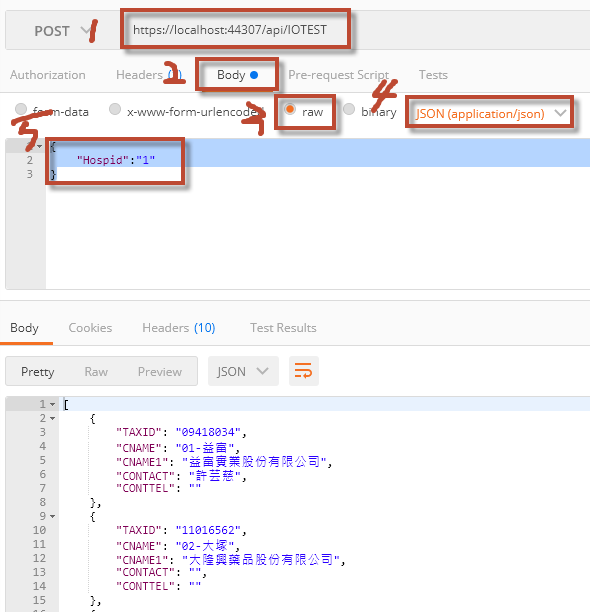 POST 1 https://localhost:44307/api/IOTEST
2
Authorization Headers Body Pre-request Script Tests
4
form-data x-www-form-urlencoded 3 raw binary JSON (application/json)
5
{
2 "Hospid":"1"
3 }
Body Cookies Headers (10) Test Results
Pretty Raw Preview JSON
1 [
2 {
3 "TAXID": "09418034",
4 "CNAME": "01-益富",
5 "CNAME1": "益富實業股份有限公司",
6 "CONTACT": "許芸慈",
7 "CONTTEL": ""
8 },
9 {
10 "TAXID": "11016562",
11 "CNAME": "02-大塚",
12 "CNAME1": "大隆興藥品股份有限公司",
13 "CONTACT": "",
14 "CONTTEL": ""
15 },